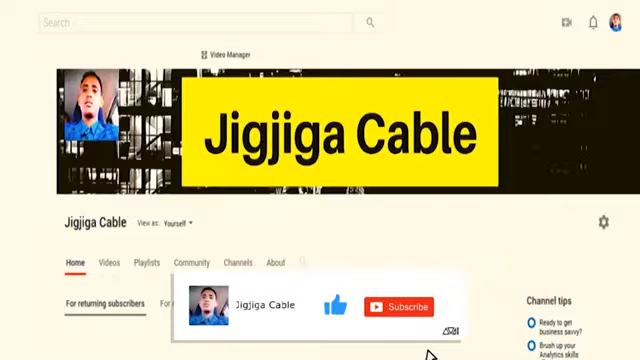 Search ...
Video Manager
Jigjiga Cable
Jigjiga Cable View as: Yourself
Home Videos Playlists Community Channels About
For returning subscribers For
Jigjiga Cable Subscribe
Channel tips
Ready to get
business savvy?
Brush up your
Analytics skills